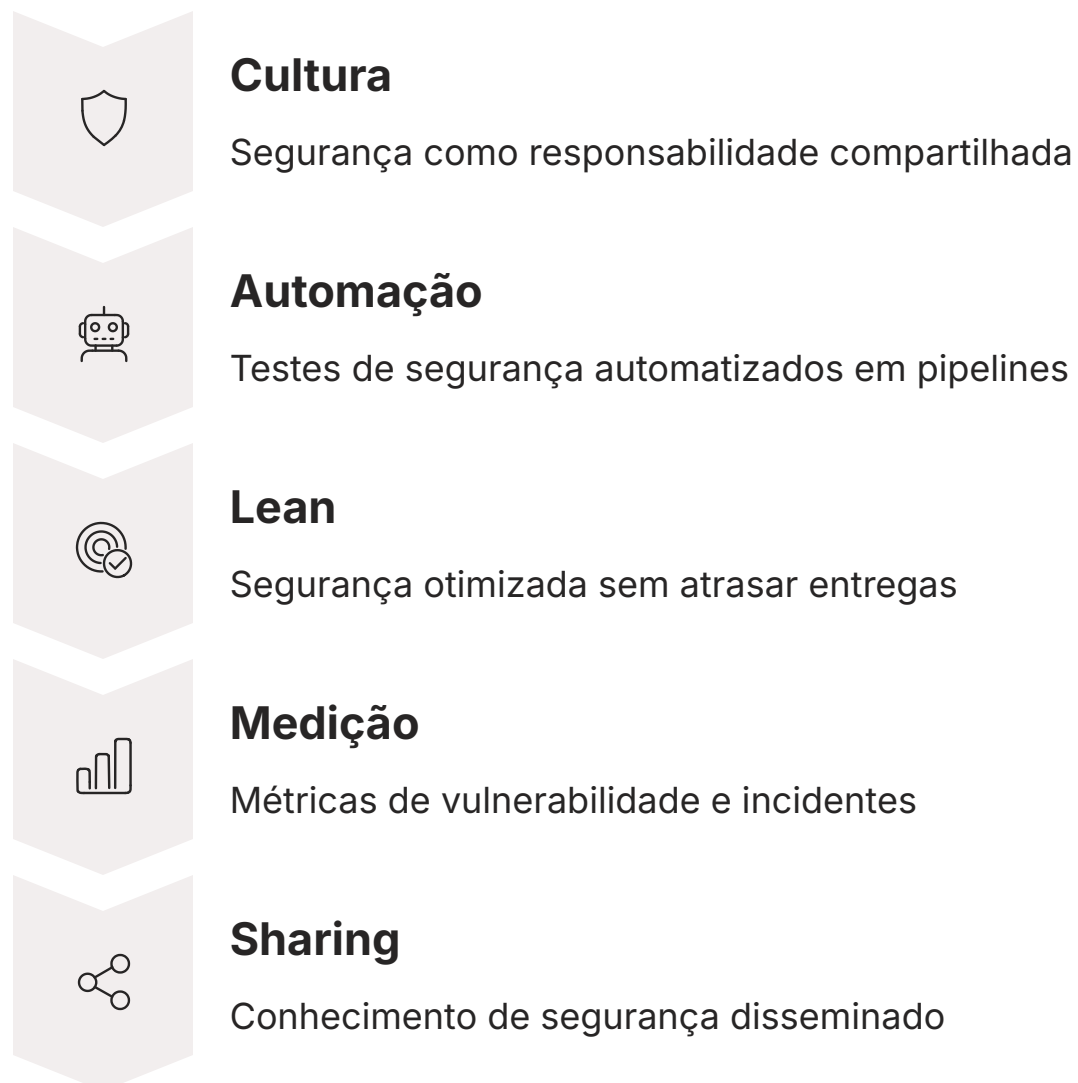 Cultura
Segurança como responsabilidade compartilhada
Automação
Testes de segurança automatizados em pipelines
Lean
Segurança otimizada sem atrasar entregas
Medição
Métricas de vulnerabilidade e incidentes
Sharing
Conhecimento de segurança disseminado